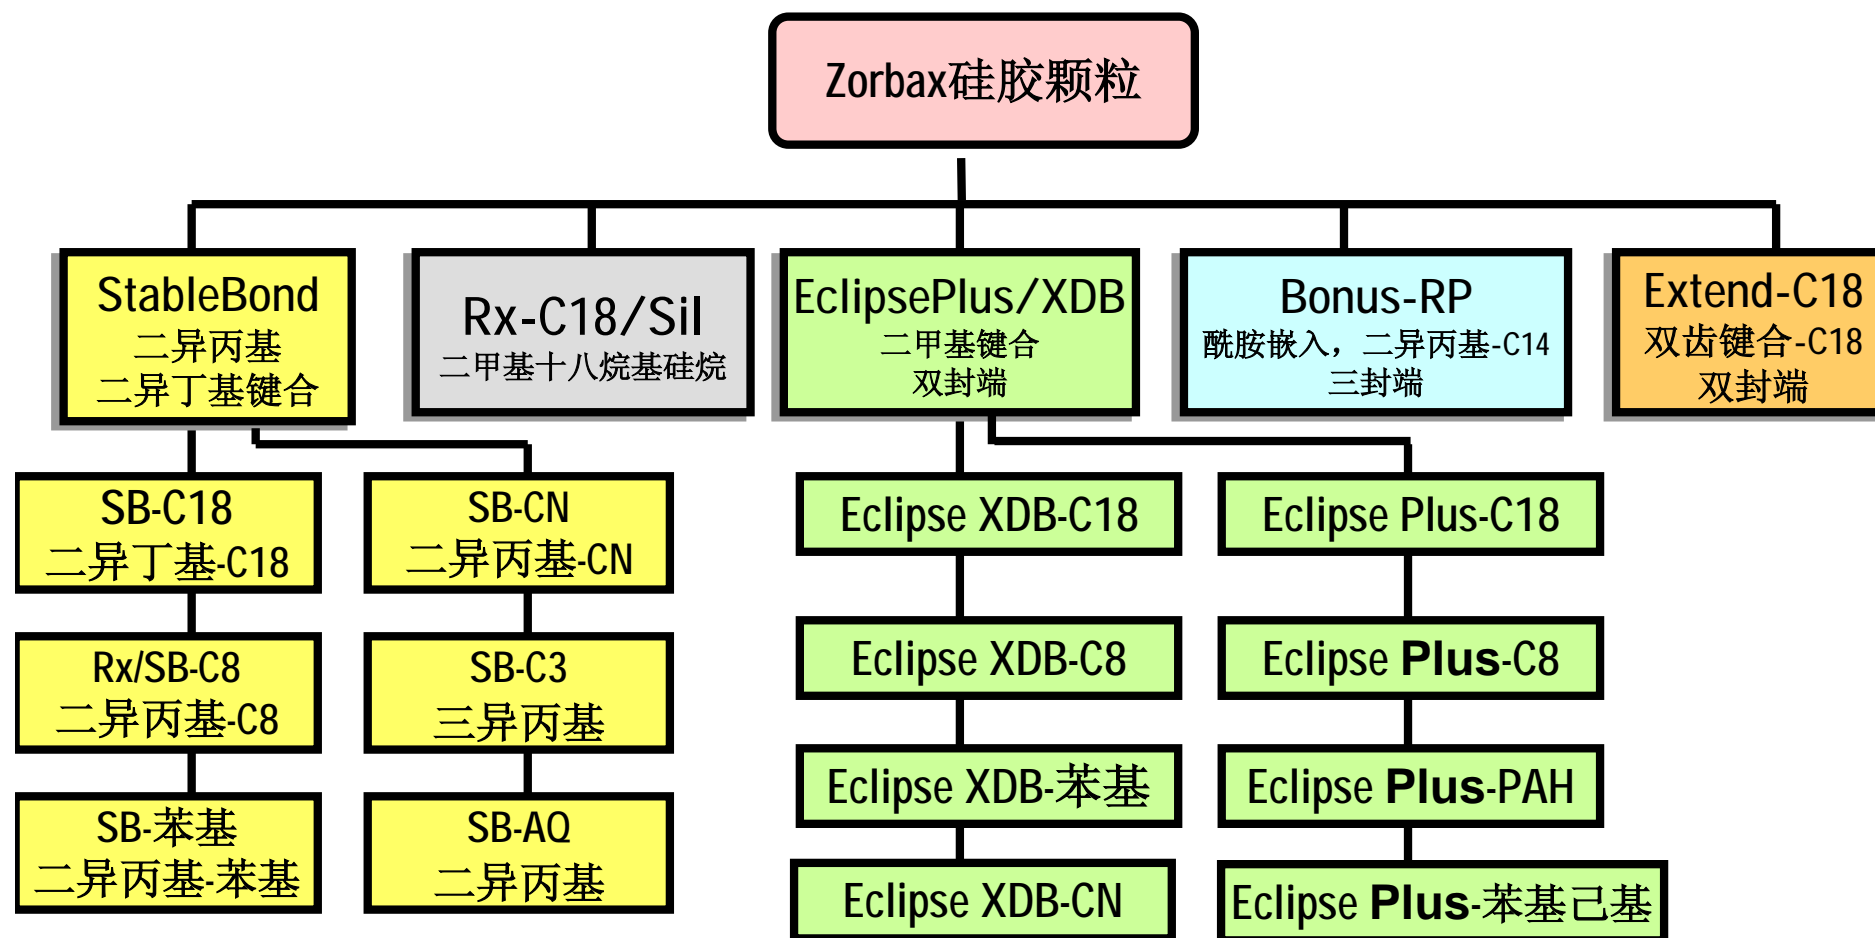 Zorbax硅胶颗粒
StableBond
二异丙基
二异丁基键合
Rx-C18/Sil
二甲基十八烷基硅烷
EclipsePlus/XDB
二甲基键合
双封端
Bonus-RP
酰胺嵌入，二异丙基-C14
三封端
Extend-C18
双齿键合-C18
双封端
SB-C18
二异丁基-C18
SB-CN
二异丙基-CN
Eclipse XDB-C18
Eclipse Plus-C18
Rx/SB-C8
二异丙基-C8
SB-C3
三异丙基
Eclipse XDB-C8
Eclipse Plus-C8
SB-苯基
二异丙基-苯基
SB-AQ
二异丙基
Eclipse XDB-苯基
Eclipse Plus-PAH
Eclipse XDB-CN
Eclipse Plus-苯基己基